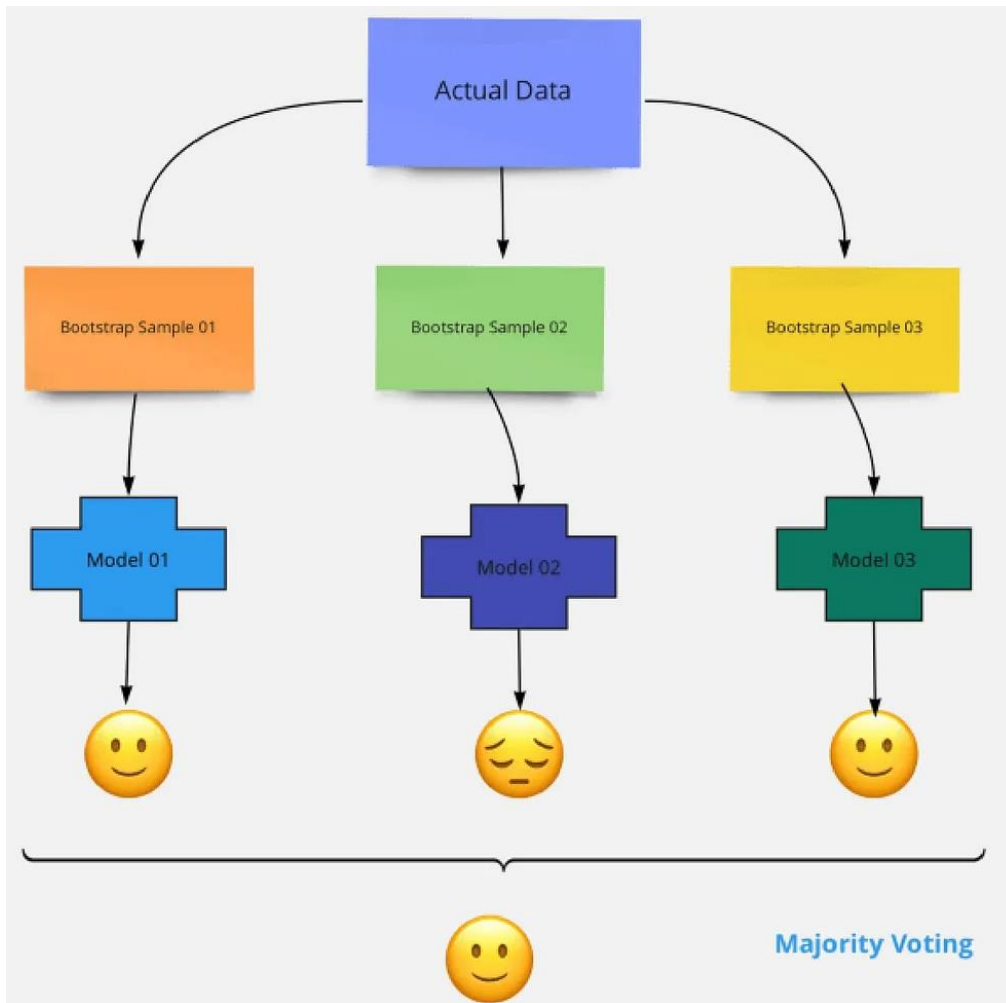 Actual Data
Bootstrap Sample 01
Bootstrap Sample 02
Bootstrap Sample 03
Model 01
Model 02
Model 03
Majority Voting